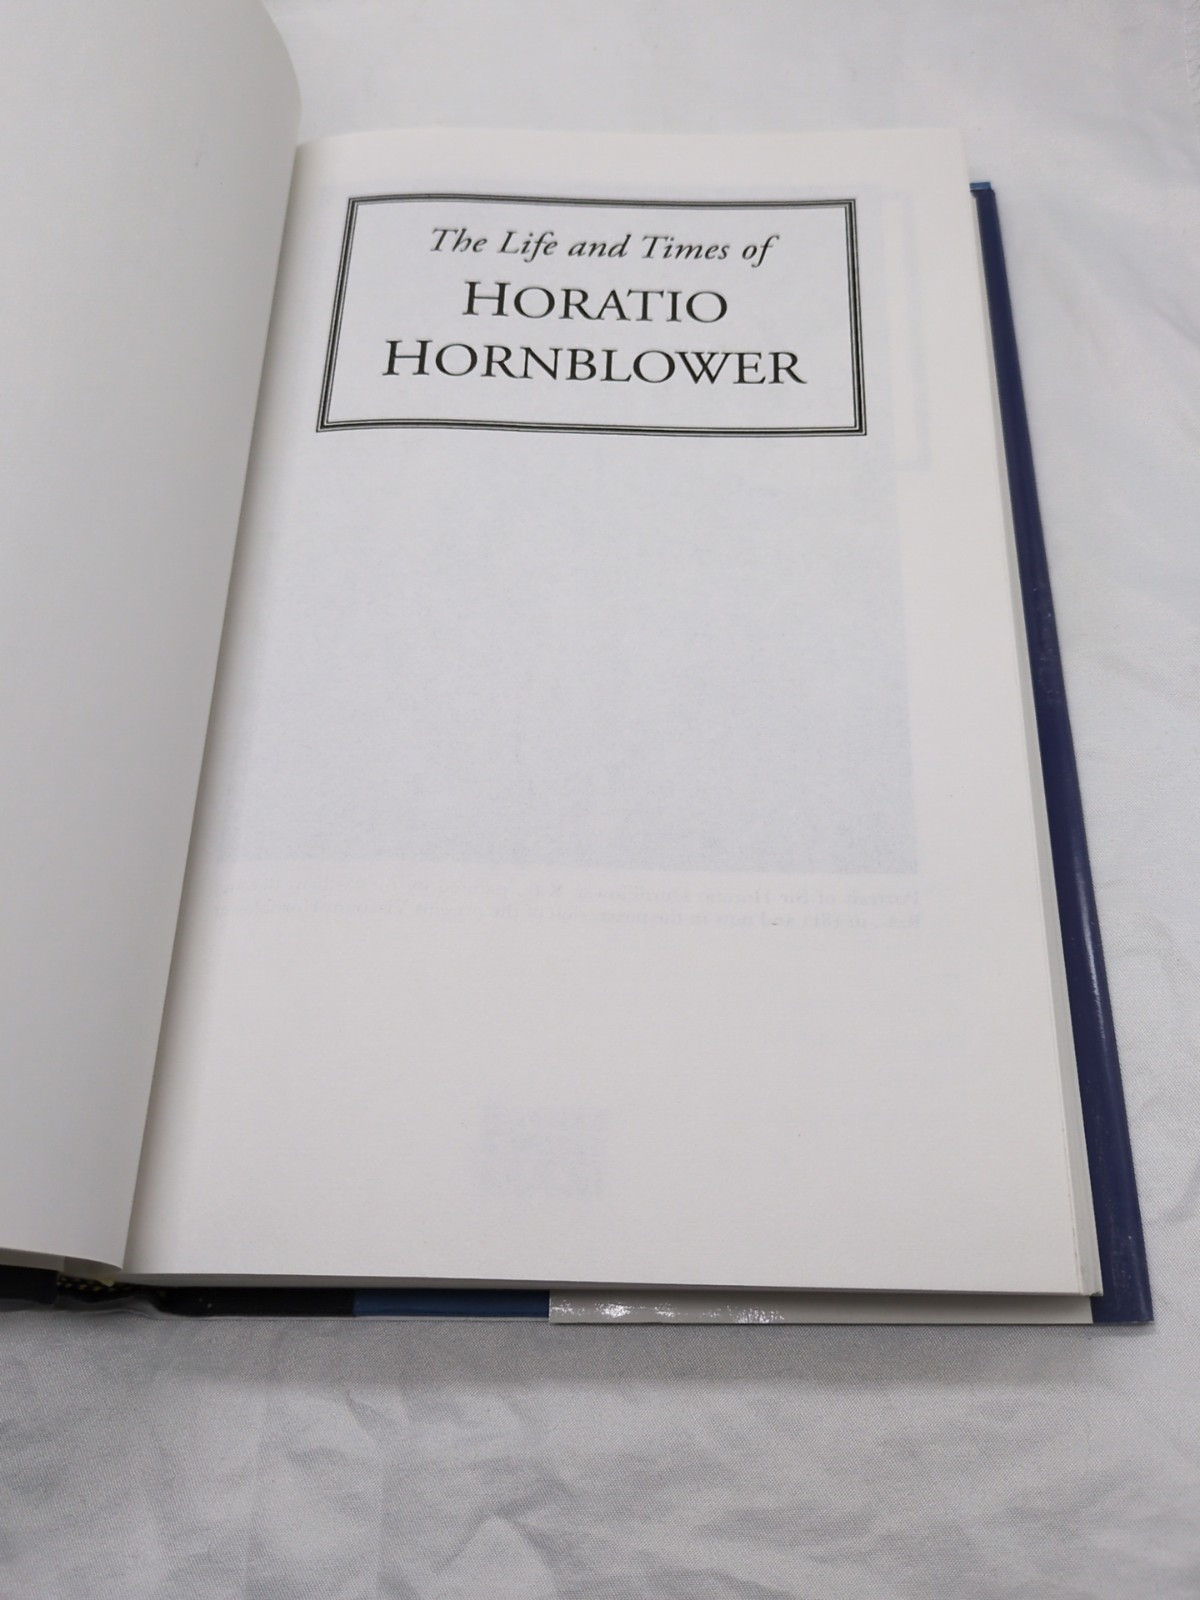 The Life and Times of
HORATIO
HORNBLOWER